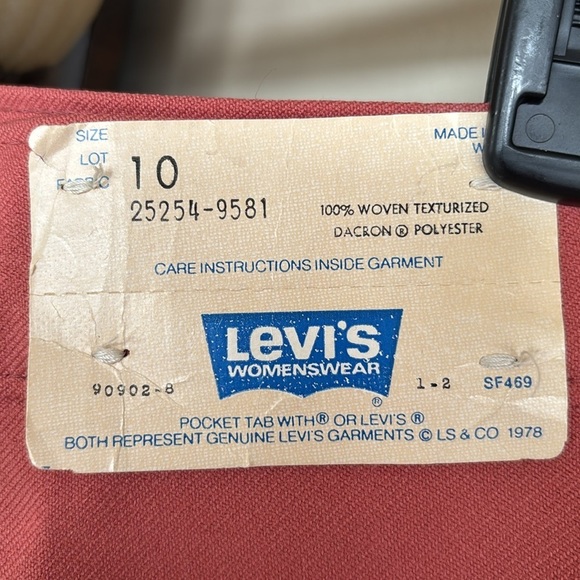 SIZE
LOT
FABRIC
10
25254-9581
MADE
100% WOVEN TEXTURIZED
DACRON ® POLYESTER
CARE INSTRUCTIONS INSIDE GARMENT
LEVI'S
WOMENSWEAR
®
90902-8
1-2 SF469
POCKET TAB WITH ® OR LEVI'S ®
BOTH REPRESENT GENUINE LEVI'S GARMENTS © LS & CO 1978